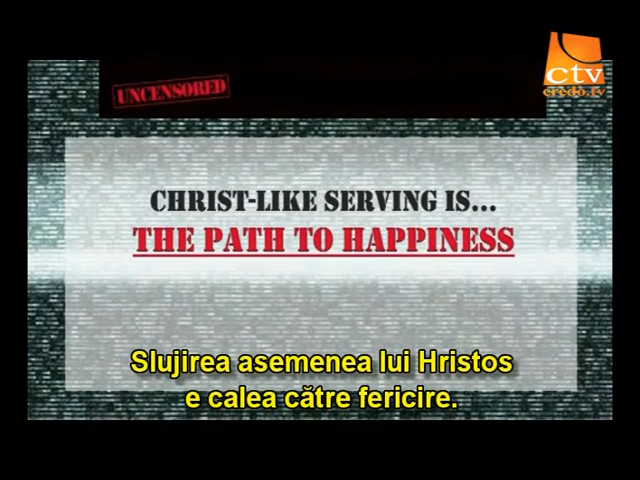 ctv
credo.tv
UNCENSORED
CHRIST-LIKE SERVING IS...
THE PATH TO HAPPINESS
Slujirea asemenea lui Hristos
e calea către fericire.